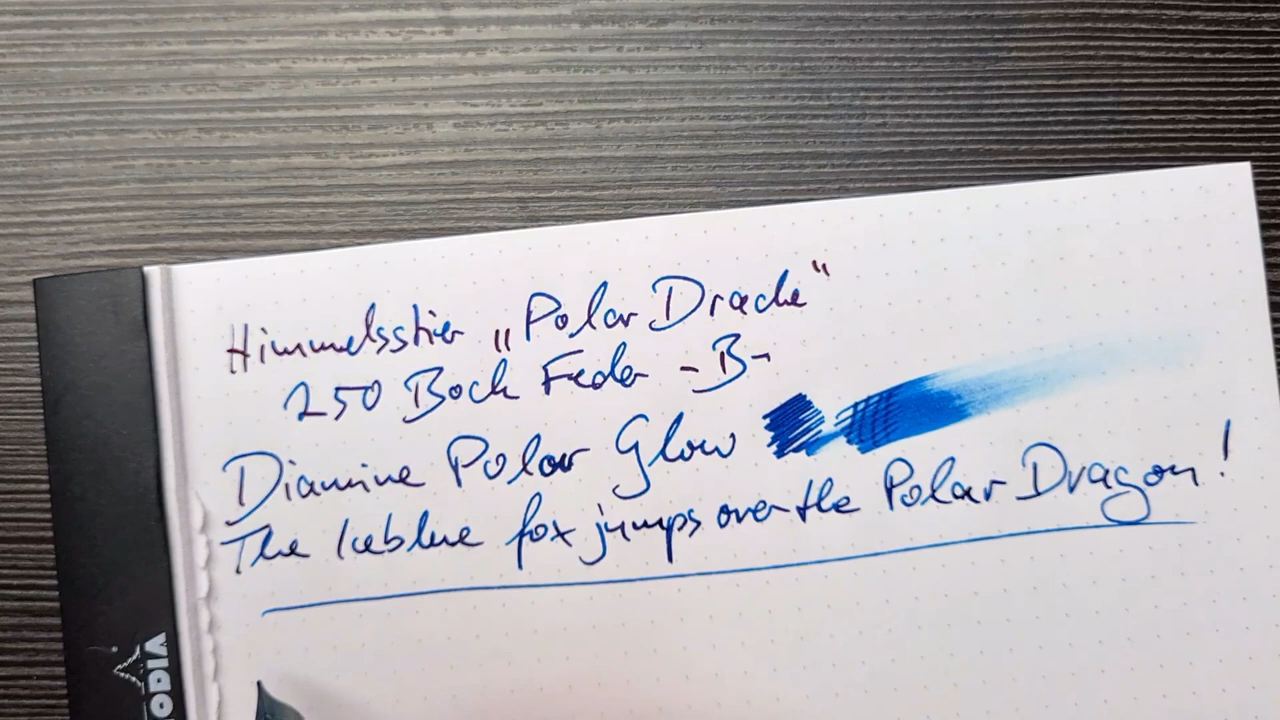 Himmelsstier „Polar Drache“
250 Bock Feder -B-
Diamine Polar Glow
The Iceblue fox jumps over the Polar Dragon!